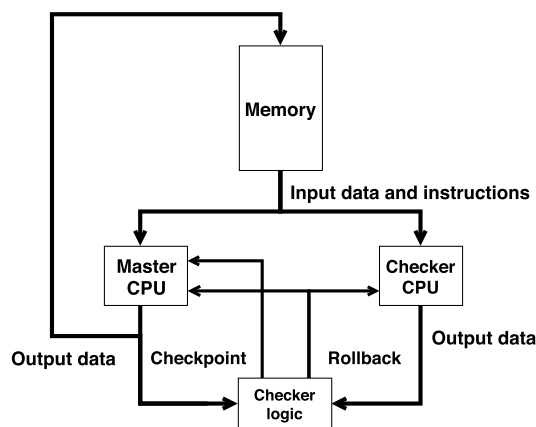 Memory
Input data and instructions
Master
CPU
Checker
CPU
Output data
Checkpoint
Rollback
Output data
Checker
logic